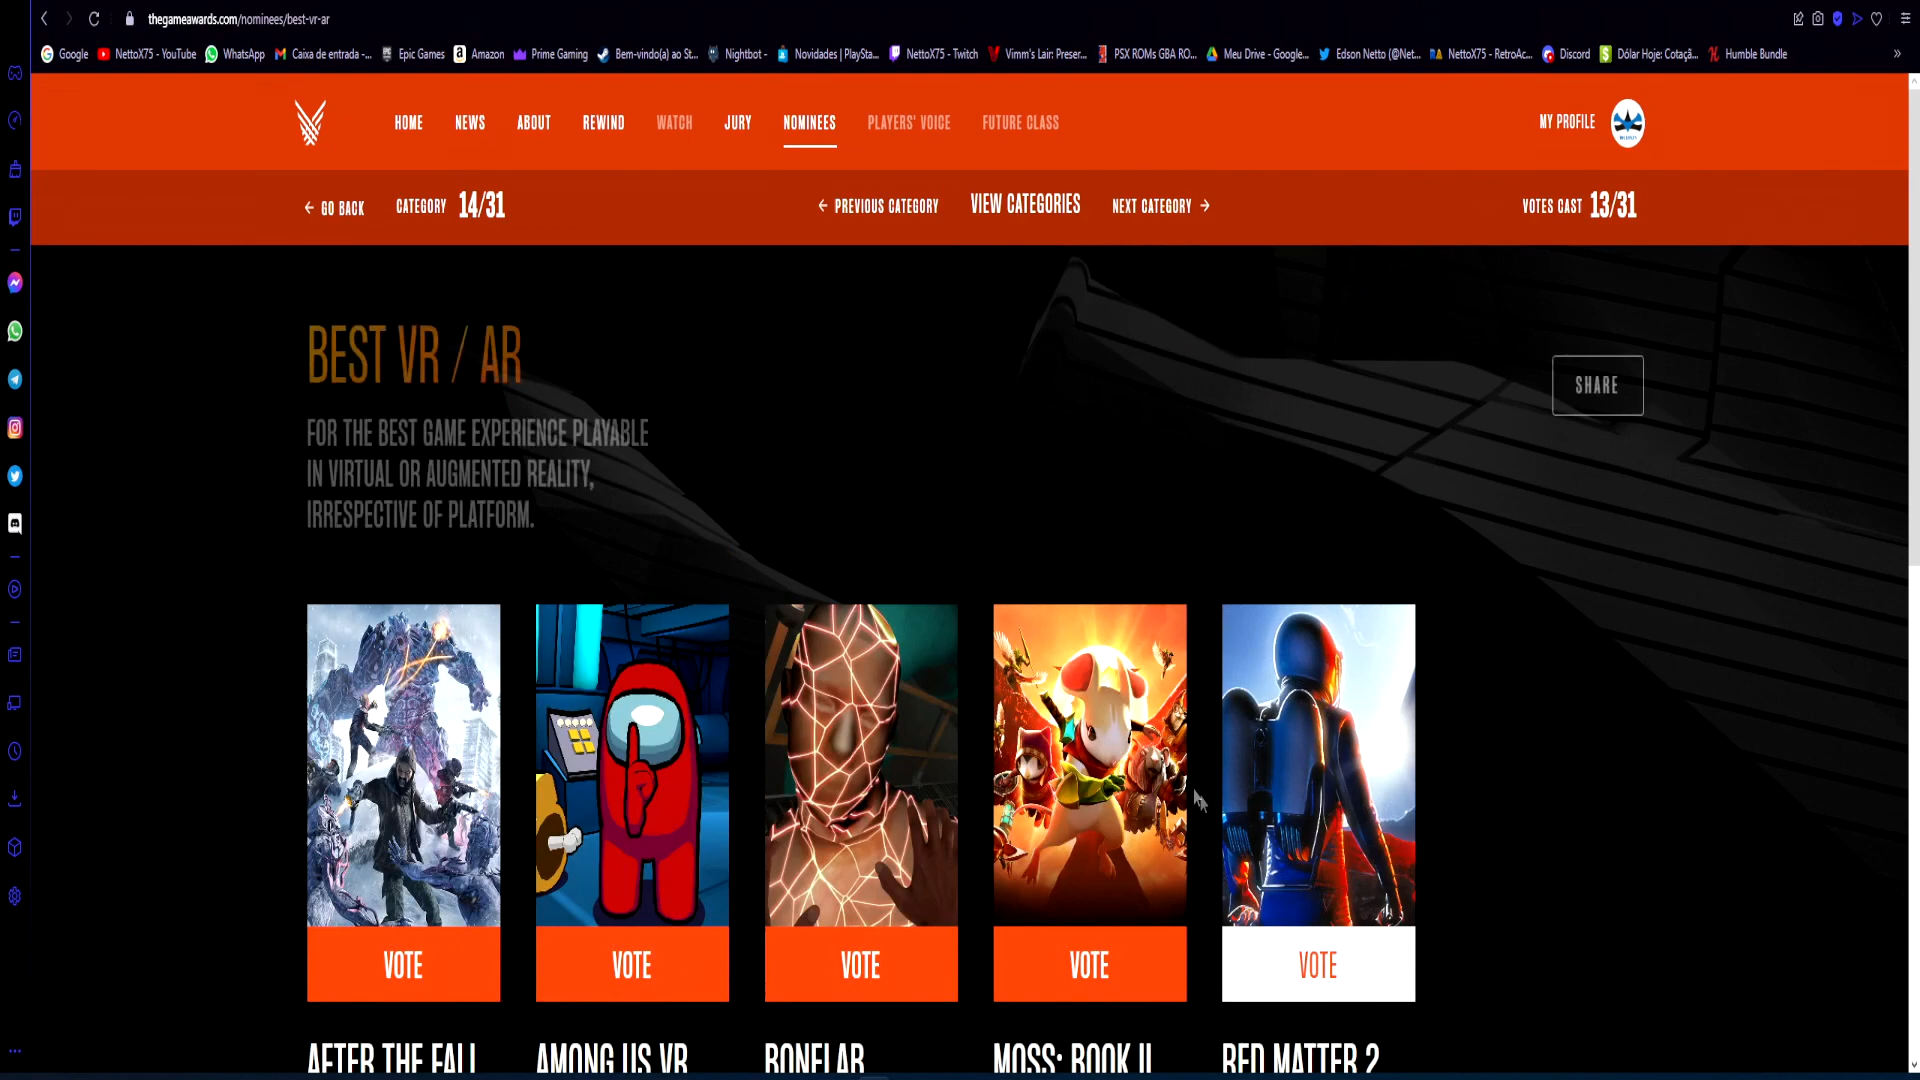 thegameawards.com/nominees/best-vr-ar
Google NettoX75 - YouTube WhatsApp Caixa de entrada -... Epic Games Amazon Prime Gaming Bem-vindo(a) ao St... Nightbot - Novidades | PlaySta... NettoX75 - Twitch Vimm's Lair: Preser... PSX ROMs GBA RO... Meu Drive - Google... Edson Netto (@Net... NettoX75 - RetroAc... Discord Dólar Hoje: Cotaçã... Humble Bundle »
HOME NEWS ABOUT REWIND WATCH JURY NOMINEES PLAYERS' VOICE FUTURE CLASS MY PROFILE
← GO BACK CATEGORY 14/31 ← PREVIOUS CATEGORY VIEW CATEGORIES NEXT CATEGORY → VOTES CAST 13/31
BEST VR / AR
SHARE
FOR THE BEST GAME EXPERIENCE PLAYABLE
IN VIRTUAL OR AUGMENTED REALITY,
IRRESPECTIVE OF PLATFORM.
VOTE VOTE VOTE VOTE VOTE
AFTER THE FALL AMONG US VR BONELAB MOSS: BOOK II RED MATTER 2